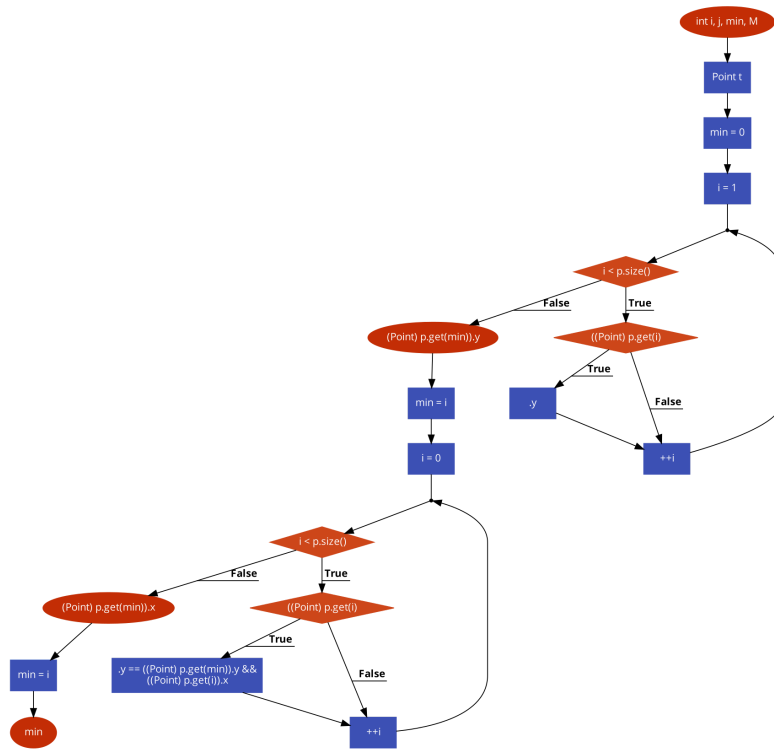 int i, j, min, M
Point t
min = 0
i = 1
i < p.size()
False
True
(Point) p.get(min)).y
((Point) p.get(i)
True
min = i
.y
False
i = 0
++i
i < p.size()
False
True
(Point) p.get(min)).x
((Point) p.get(i)
True
min = i
.y == ((Point) p.get(min)).y &&
((Point) p.get(i)).x
False
min
++i